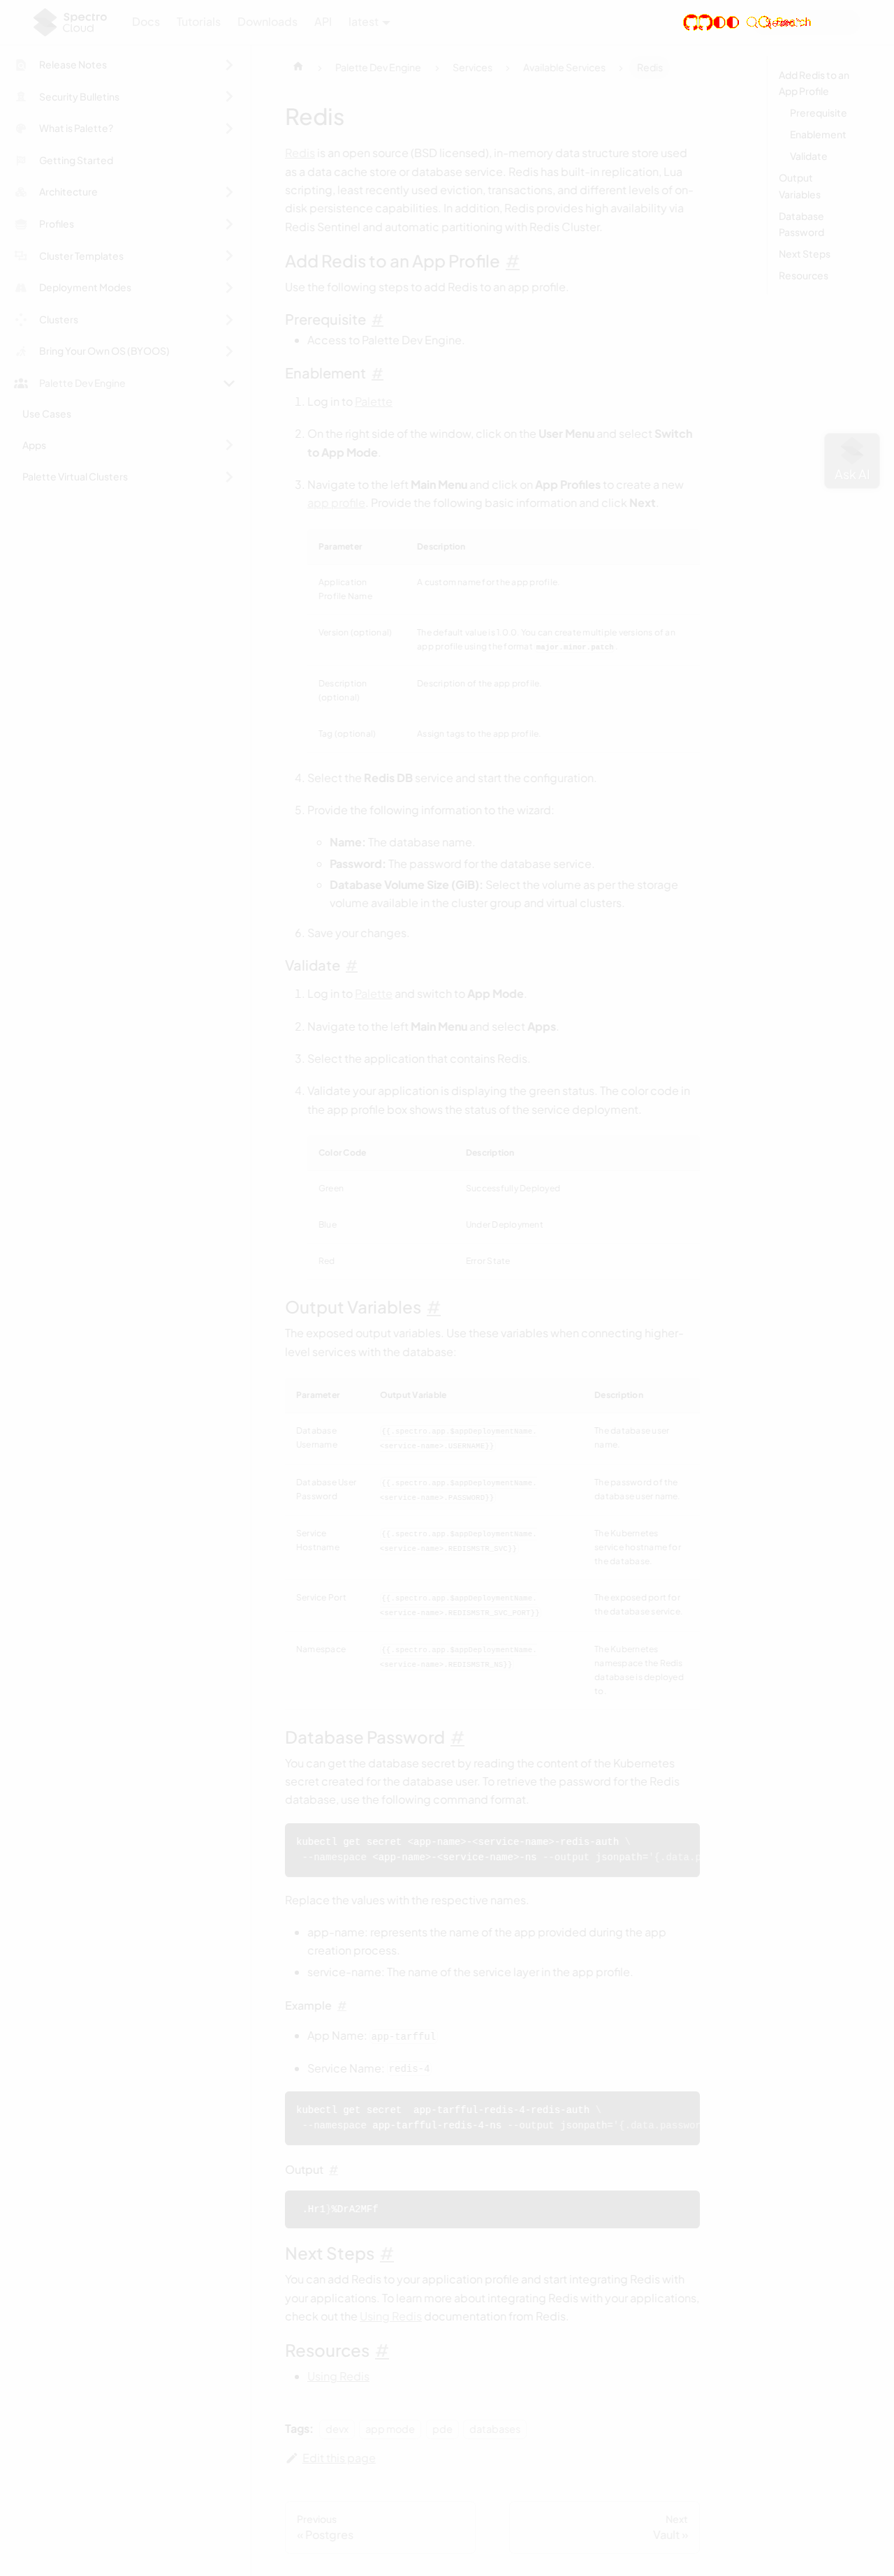 Spectro Cloud
Docs
Tutorials
Downloads
API
latest
Release Notes
Security Bulletins
What is Palette?
Getting Started
Architecture
Profiles
Cluster Templates
Deployment Modes
Clusters
Bring Your Own OS (BYOOS)
Palette Dev Engine
Use Cases
Apps
Palette Virtual Clusters
Palette Dev Engine
Services
Available Services
Redis
Redis
Redis is an open source (BSD licensed), in-memory data structure store used
as a data cache store or database service. Redis has built-in replication, Lua
scripting, least recently used eviction, transactions, and different levels of on-
disk persistence capabilities. In addition, Redis provides high availability via
Redis Sentinel and automatic partitioning with Redis Cluster.
Add Redis to an App Profile #
Use the following steps to add Redis to an app profile.
Prerequisite #
Access to Palette Dev Engine.
Enablement #
1. Log in to Palette
2. On the right side of the window, click on the User Menu and select Switch
to App Mode.
3. Navigate to the left Main Menu and click on App Profiles to create a new
app profile. Provide the following basic information and click Next.
Parameter Description
Application
Profile Name
A custom name for the app profile.
Version (optional)
The default value is 1.0.0. You can create multiple versions of an
app profile using the format major.minor.patch
Description
(optional)
Description of the app profile.
Tag (optional)
Assign tags to the app profile.
4. Select the Redis DB service and start the configuration.
5. Provide the following information to the wizard:
Name: The database name.
Password: The password for the database service.
Database Volume Size (GiB): Select the volume as per the storage
volume available in the cluster group and virtual clusters.
6. Save your changes.
Validate #
1. Log in to Palette and switch to App Mode.
2. Navigate to the left Main Menu and select Apps.
3. Select the application that contains Redis.
4. Validate your application is displaying the green status. The color code in
the app profile box shows the status of the service deployment.
Color Code Description
Green Successfully Deployed
Blue Under Deployment
Red Error State
Output Variables #
The exposed output variables. Use these variables when connecting higher-
level services with the database:
Parameter Output Variable Description
Database
Username
{{.spectro.app.$appDeploymentName.
<service-name>.USERNAME}}
The database user
name.
Database User
Password
{{.spectro.app.$appDeploymentName.
<service-name>.PASSWORD}}
The password of the
database user name.
Service
Hostname
{{.spectro.app.$appDeploymentName.
<service-name>.REDISMSTR_SVC}}
The Kubernetes
service hostname for
the database.
Service Port
{{.spectro.app.$appDeploymentName.
<service-name>.REDISMSTR_SVC_PORT}}
The exposed port for
the database service.
Namespace
{{.spectro.app.$appDeploymentName.
<service-name>.REDISMSTR_NS}}
The Kubernetes
namespace the Redis
database is deployed
to.
Database Password #
You can get the database secret by reading the content of the Kubernetes
secret created for the database user. To retrieve the password for the Redis
database, use the following command format.
kubectl get secret <app-name>-<service-name>-redis-auth \
--namespace <app-name>-<service-name>-ns --output jsonpath='{.data.p
Replace the values with the respective names.
app-name: represents the name of the app provided during the app
creation process.
service-name: The name of the service layer in the app profile.
Example #
App Name: app-tarfful
Service Name: redis-4
kubectl get secret app-tarfful-redis-4-redis-auth \
--namespace app-tarfful-redis-4-ns --output jsonpath='{.data.passwor
Output #
.Hr1}%DrA2MFf
Next Steps #
You can add Redis to your application profile and start integrating Redis with
your applications. To learn more about integrating Redis with your applications,
check out the Using Redis documentation from Redis.
Resources #
Using Redis
Tags: devx app mode pde databases
Edit this page
Previous
« Postgres
Next
Vault »
Add Redis to an
App Profile
Prerequisite
Enablement
Validate
Output
Variables
Database
Password
Next Steps
Resources
Ask AI